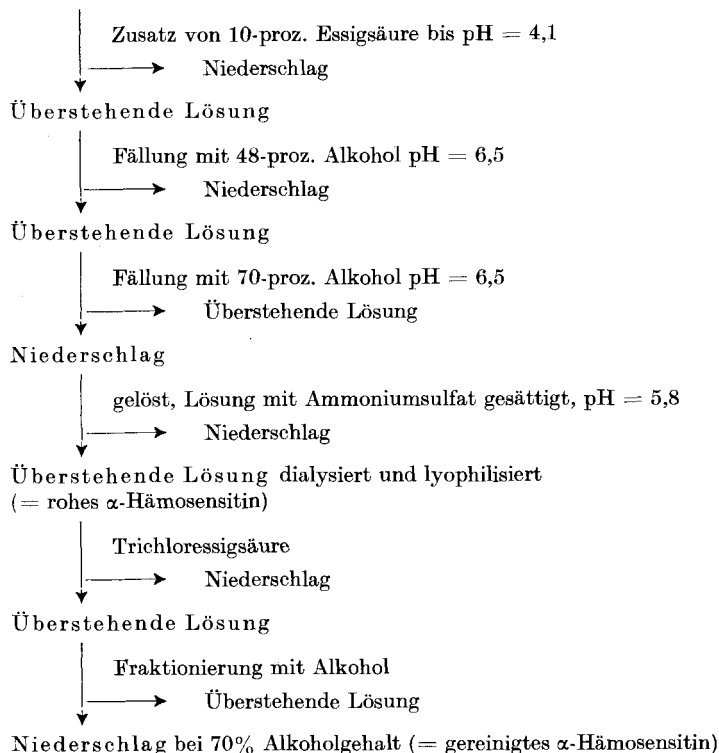 Zusatz von 10-proz. Essigsäure bis pH = 4,1
Niederschlag
Überstehende Lösung
Fällung mit 48-proz. Alkohol pH = 6,5
Niederschlag
Überstehende Lösung
Fällung mit 70-proz. Alkohol pH = 6,5
Überstehende Lösung
Niederschlag
gelöst, Lösung mit Ammoniumsulfat gesättigt, pH = 5,8
Niederschlag
Überstehende Lösung dialysiert und lyophilisiert
(= rohes α-Hämosensitin)
Trichloressigsäure
Niederschlag
Überstehende Lösung
Fraktionierung mit Alkohol
Überstehende Lösung
Niederschlag bei 70% Alkoholgehalt (= gereinigtes α-Hämosensitin)